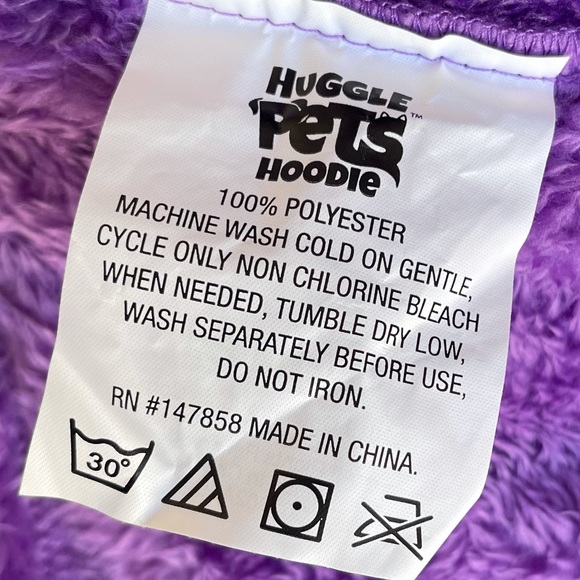 HUGGLE
PETS™
HOODIE
100% POLYESTER
MACHINE WASH COLD ON GENTLE,
CYCLE ONLY NON CHLORINE BLEACH
WHEN NEEDED, TUMBLE DRY LOW,
WASH SEPARATELY BEFORE USE,
DO NOT IRON.
RN #147858 MADE IN CHINA.
30°